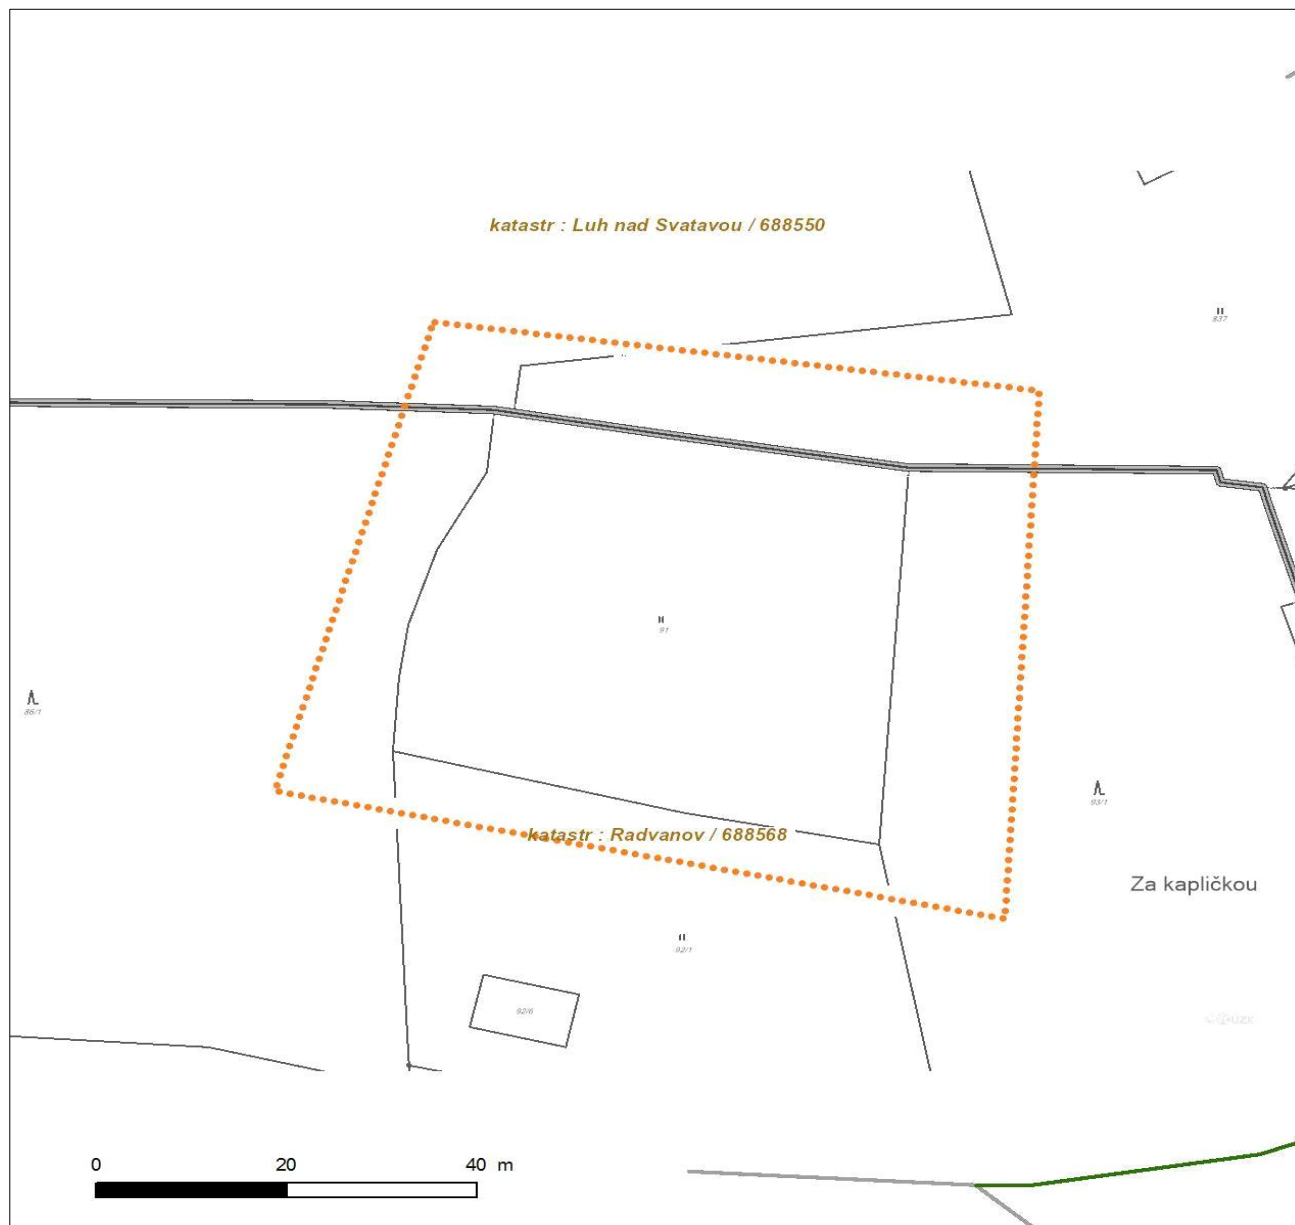 katastr : Luh nad Svatavou / 688550
837
91
86/1
93/1
katastr : Radvanov / 688568
Za kapličkou
92/1
92/6
0 20 40 m